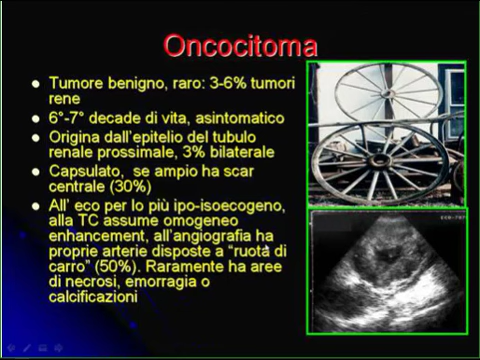 Oncocitoma
Tumore benigno, raro: 3-6% tumori
rene
6°-7° decade di vita, asintomatico
Origina dall'epitelio del tubulo
renale prossimale, 3% bilaterale
Capsulato, se ampio ha scar
centrale (30%)
All' eco per lo più ipo-isoecogeno,
alla TC assume omogeneo
enhancement, all'angiografia ha
proprie arterie disposte a "ruota di
carro" (50%). Raramente ha aree
di necrosi, emorragia o
calcificazioni